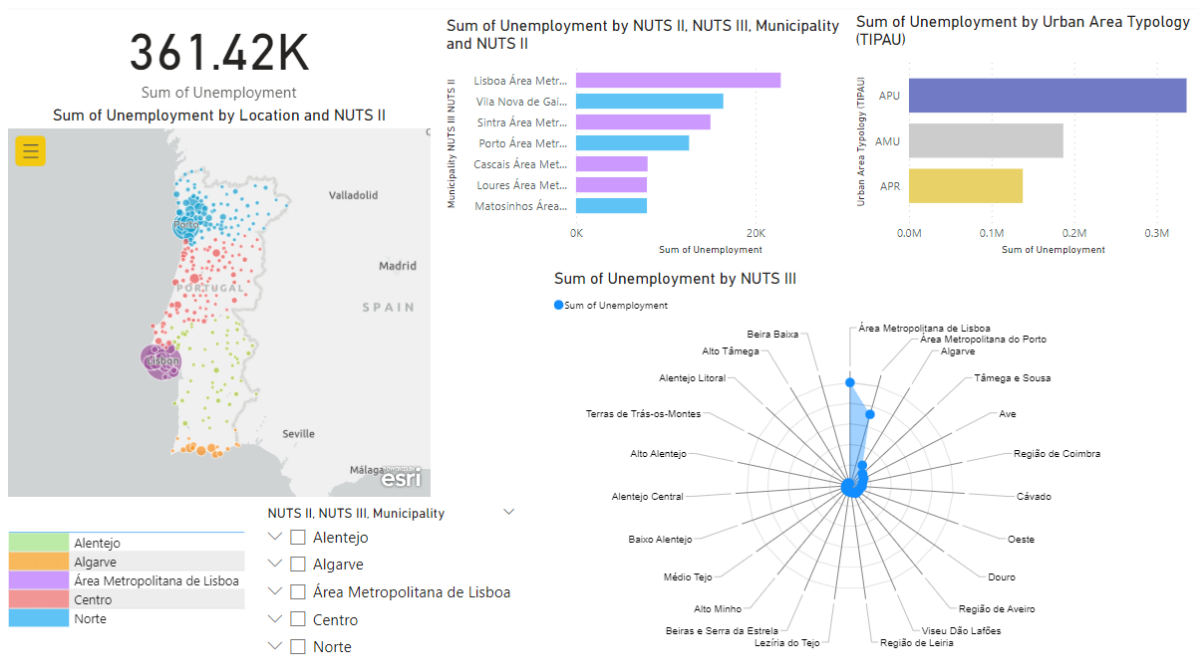 361.42K
Sum of Unemployment
Sum of Unemployment by Location and NUTS II
Valladolid
Porto
Madrid
PORTUGAL
SPAIN
Lisbon
Seville
Málaga
esri
Alentejo
Algarve
Área Metropolitana de Lisboa
Centro
Norte
NUTS II, NUTS III, Municipality
Alentejo
Algarve
Área Metropolitana de Lisboa
Centro
Norte
Sum of Unemployment by NUTS II, NUTS III, Municipality
and NUTS II
Municipality NUTS III NUTS II
Lisboa Área Metr...
Vila Nova de Gai...
Sintra Área Metr...
Porto Área Metr...
Cascais Área Met...
Loures Área Met...
Matosinhos Área...
0K
20K
Sum of Unemployment
Sum of Unemployment by Urban Area Typology
(TIPAU)
Urban Area Typology (TIPAU)
APU
AMU
APR
0.0M
0.1M
0.2M
0.3M
Sum of Unemployment
Sum of Unemployment by NUTS III
Sum of Unemployment
Área Metropolitana de Lisboa
Área Metropolitana do Porto
Algarve
Tâmega e Sousa
Ave
Região de Coimbra
Cávado
Oeste
Douro
Região de Aveiro
Viseu Dão Lafões
Região de Leiria
Lezíria do Tejo
Beiras e Serra da Estrela
Alto Minho
Médio Tejo
Baixo Alentejo
Alentejo Central
Alto Alentejo
Terras de Trás-os-Montes
Alentejo Litoral
Alto Tâmega
Beira Baixa